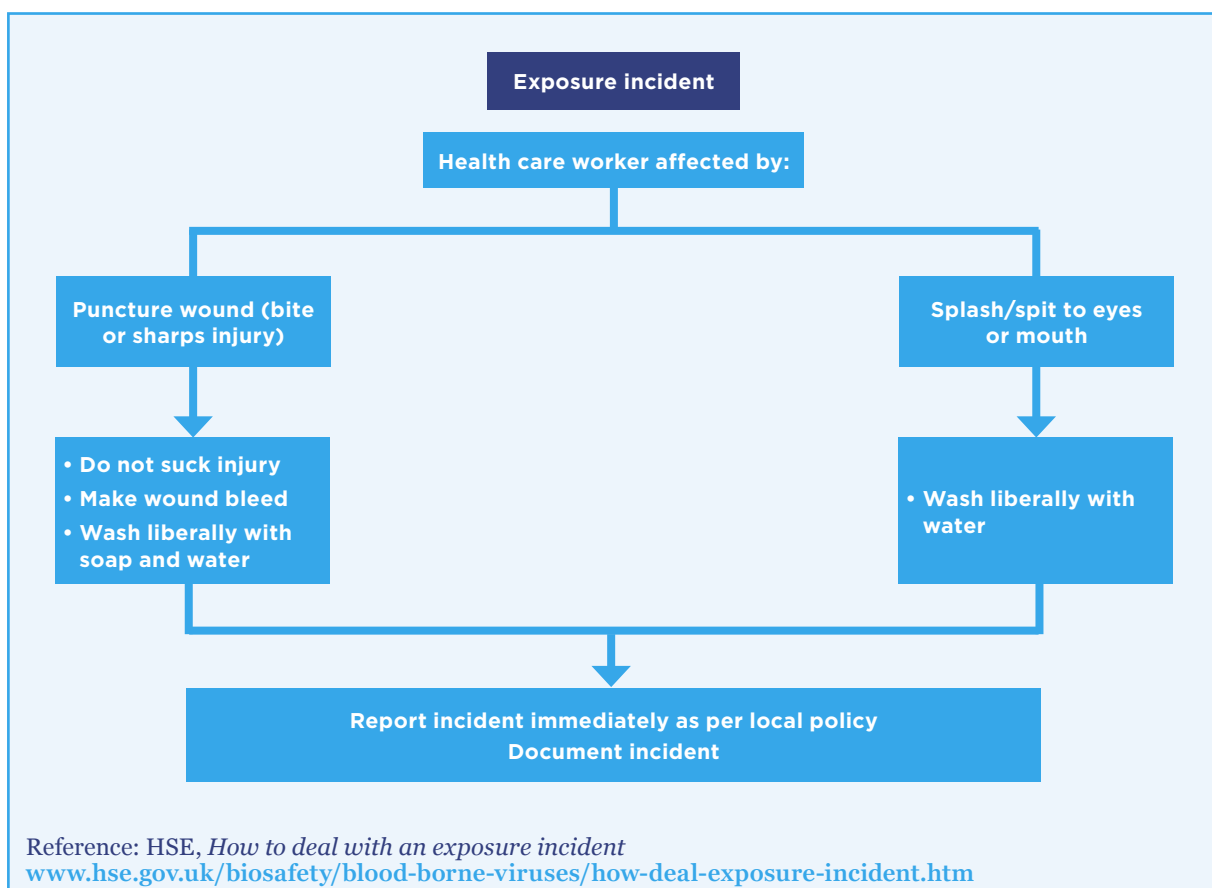 Exposure incident
Health care worker affected by:
Puncture wound (bite
or sharps injury)
Splash/spit to eyes
or mouth
• Do not suck injury
• Make wound bleed
• Wash liberally with
soap and water
• Wash liberally with
water
Report incident immediately as per local policy
Document incident
Reference: HSE, How to deal with an exposure incident
www.hse.gov.uk/biosafety/blood-borne-viruses/how-deal-exposure-incident.htm